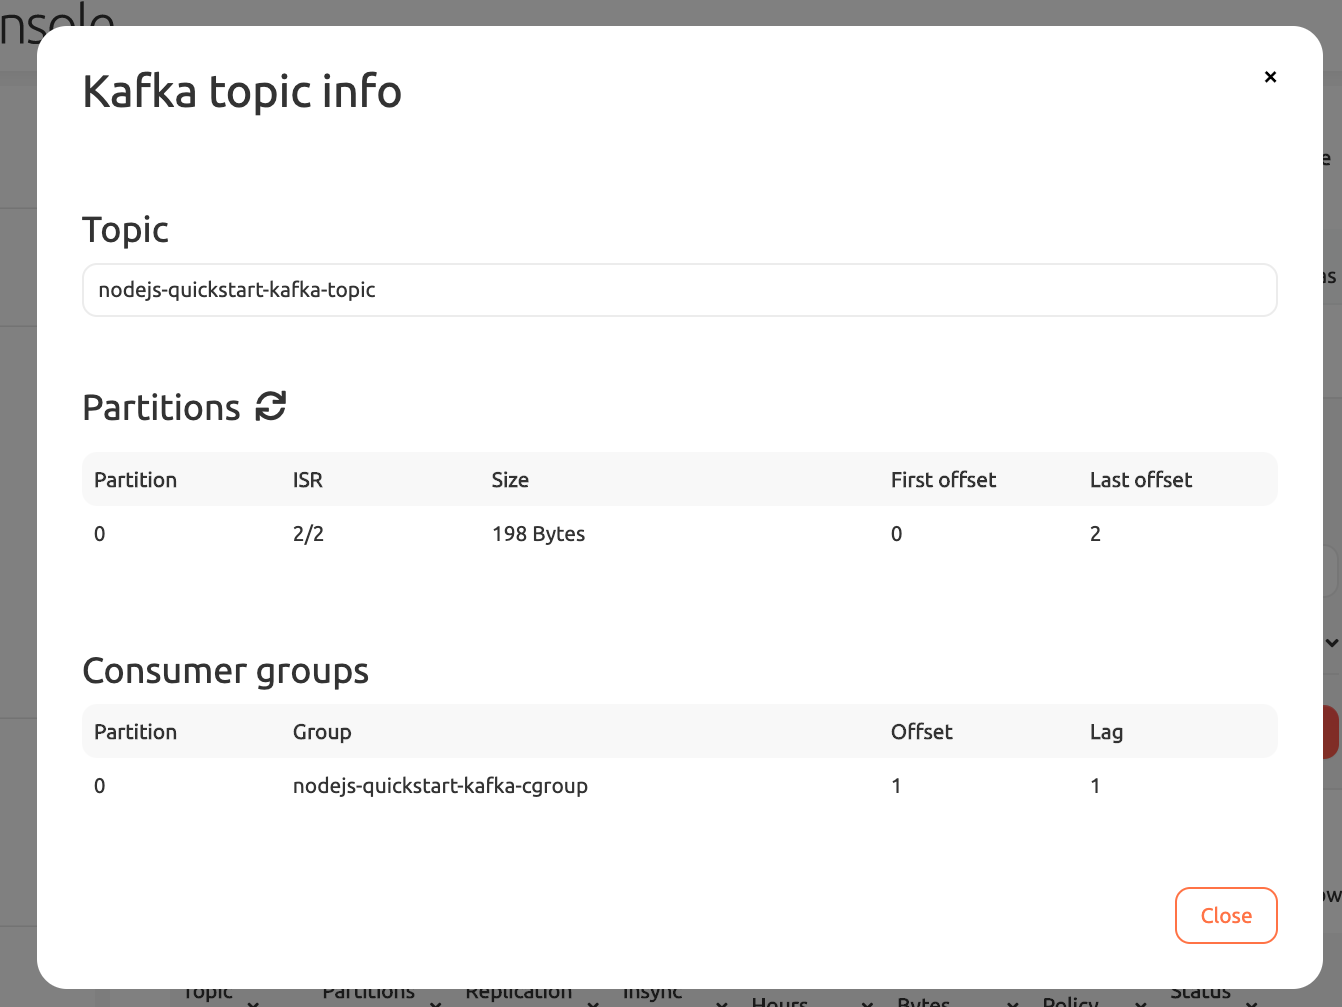 Kafka topic info
×
Topic
nodejs-quickstart-kafka-topic
Partitions
Partition ISR Size First offset Last offset
0 2/2 198 Bytes 0 2
Consumer groups
Partition Group Offset Lag
0 nodejs-quickstart-kafka-cgroup 1 1
Close
Topic Partitions Replication Insync Hours Bytes Policy Status